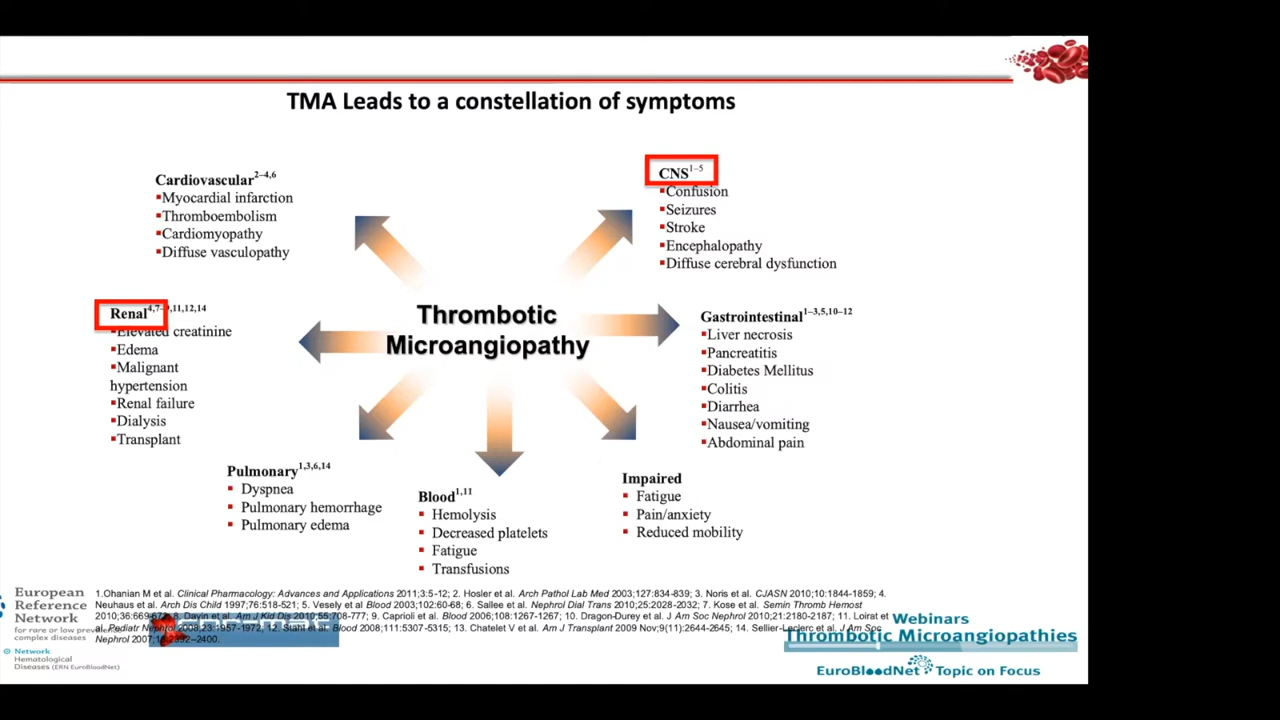 TMA Leads to a constellation of symptoms
Cardiovascular2–4,6
▪Myocardial infarction
▪Thromboembolism
▪Cardiomyopathy
▪Diffuse vasculopathy
CNS1–5
▪Confusion
▪Seizures
▪Stroke
▪Encephalopathy
▪Diffuse cerebral dysfunction
Renal4,7–9,11,12,14
▪Elevated creatinine
▪Edema
▪Malignant
hypertension
▪Renal failure
▪Dialysis
▪Transplant
Thrombotic
Microangiopathy
Gastrointestinal1–3,5,10–12
▪Liver necrosis
▪Pancreatitis
▪Diabetes Mellitus
▪Colitis
▪Diarrhea
▪Nausea/vomiting
▪Abdominal pain
Pulmonary1,3,6,14
▪ Dyspnea
▪ Pulmonary hemorrhage
▪ Pulmonary edema
Blood1,11
▪ Hemolysis
▪ Decreased platelets
▪ Fatigue
▪ Transfusions
Impaired
▪ Fatigue
▪ Pain/anxiety
▪ Reduced mobility
1.Ohanian M et al. Clinical Pharmacology: Advances and Applications 2011;3:5-12; 2. Hosler et al. Arch Pathol Lab Med 2003;127:834-839; 3. Noris et al. CJASN 2010;10:1844-1859; 4.
Neuhaus et al. Arch Dis Child 1997;76:518-521; 5. Vesely et al Blood 2003;102:60-68; 6. Sallee et al. Nephrol Dial Trans 2010;25:2028-2032; 7. Kose et al. Semin Thromb Hemost
2010;36:669-672; 8. Davin et al. Am J Kid Dis 2010;55:708-777; 9. Caprioli et al. Blood 2006;108:1267-1267; 10. Dragon-Durey et al. J Am Soc Nephrol 2010;21:2180-2187; 11. Loirat et
al. Pediatr Nephrol 2008;23:1957-1972; 12. Stahl et al. Blood 2008;111:5307-5315; 13. Chatelet V et al. Am J Transplant 2009 Nov;9(11):2644-2645; 14. Sellier-Leclerc et al. J Am Soc
Nephrol 2007;18:2392–2400.
European
Reference
Network
for rare or low
Network
Hematological
Diseases (ERN EuroBloodNet)
Webinars
Thrombotic Microangiopathies
EuroBloodNet Topic on Focus